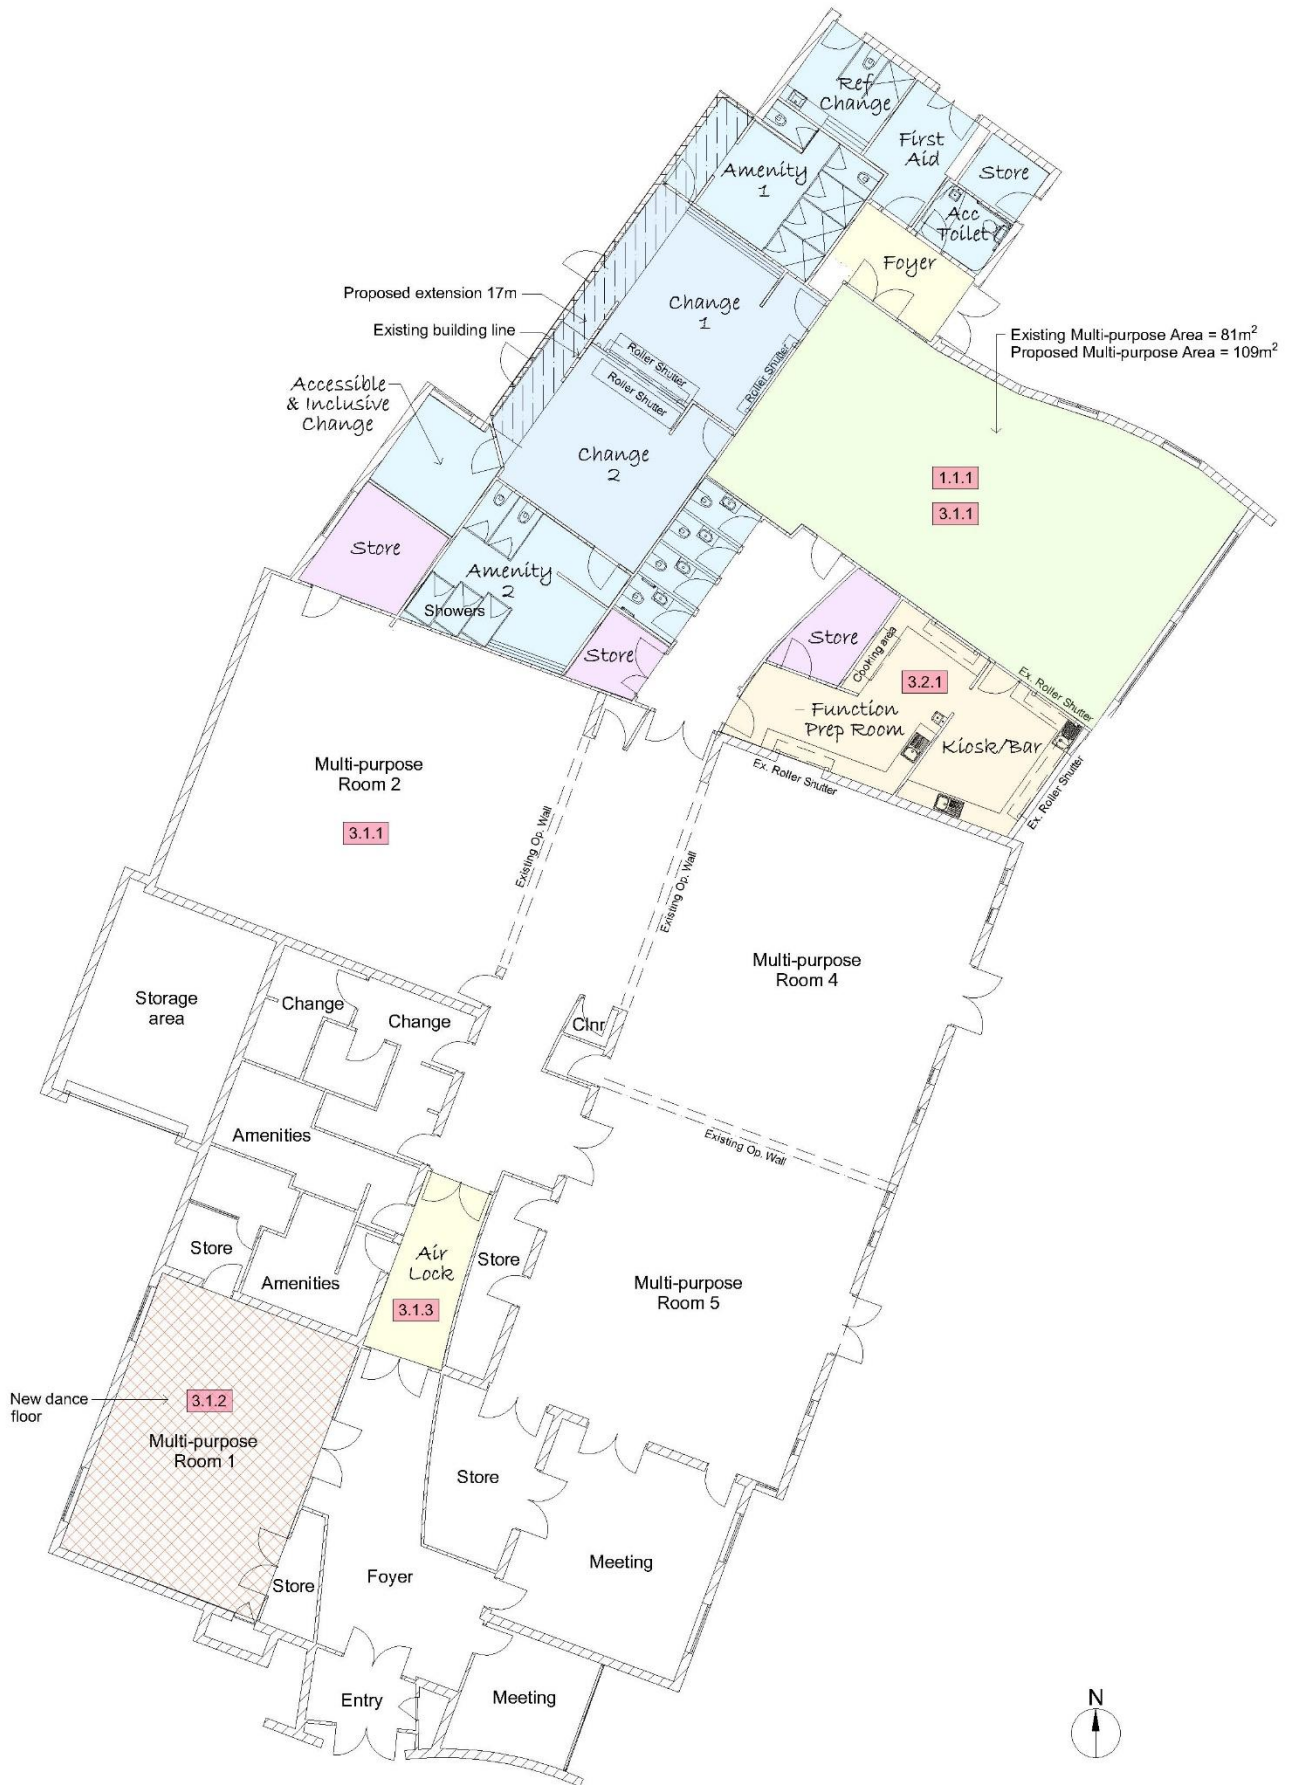 Ref
Change
First
Aid
Store
Amenity
1
Acc
Toilet
Foyer
Proposed extension 17m
Existing building line
Change
1
Roller Shutter
Roller Shutter
Roller Shutter
Existing Multi-purpose Area = 81m²
Proposed Multi-purpose Area = 109m²
Accessible
& Inclusive
Change
Change
2
1.1.1
3.1.1
Store
Amenity
2
Showers
Store
Store
Cooking area
3.2.1
Function
Prep Room
Kiosk/Bar
Ex. Roller Shutter
Ex. Roller Shutter
Ex. Roller Shutter
Multi-purpose
Room 2
3.1.1
Existing Op. Wall
Existing Op. Wall
Multi-purpose
Room 4
Storage
area
Change
Change
Clnr
Amenities
Existing Op. Wall
Store
Amenities
Air
Lock
3.1.3
Store
Multi-purpose
Room 5
New dance
floor
3.1.2
Multi-purpose
Room 1
Store
Meeting
Foyer
Store
Entry
Meeting
N